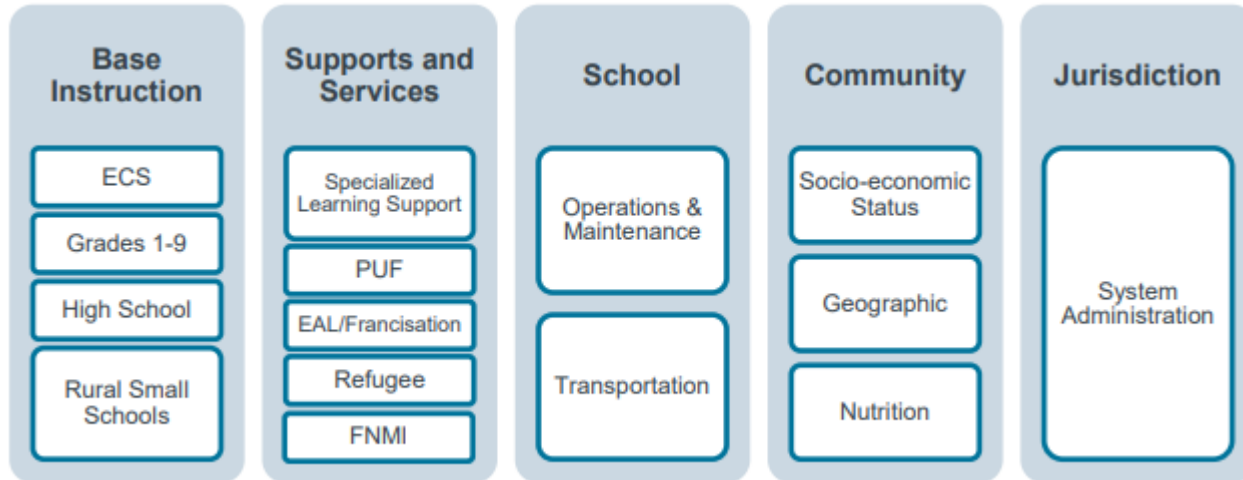 Base
Instruction
ECS
Grades 1-9
High School
Rural Small
Schools
Supports and
Services
Specialized
Learning Support
PUF
EAL/Francisation
Refugee
FNMI
School
Operations &
Maintenance
Transportation
Community
Socio-economic
Status
Geographic
Nutrition
Jurisdiction
System
Administration